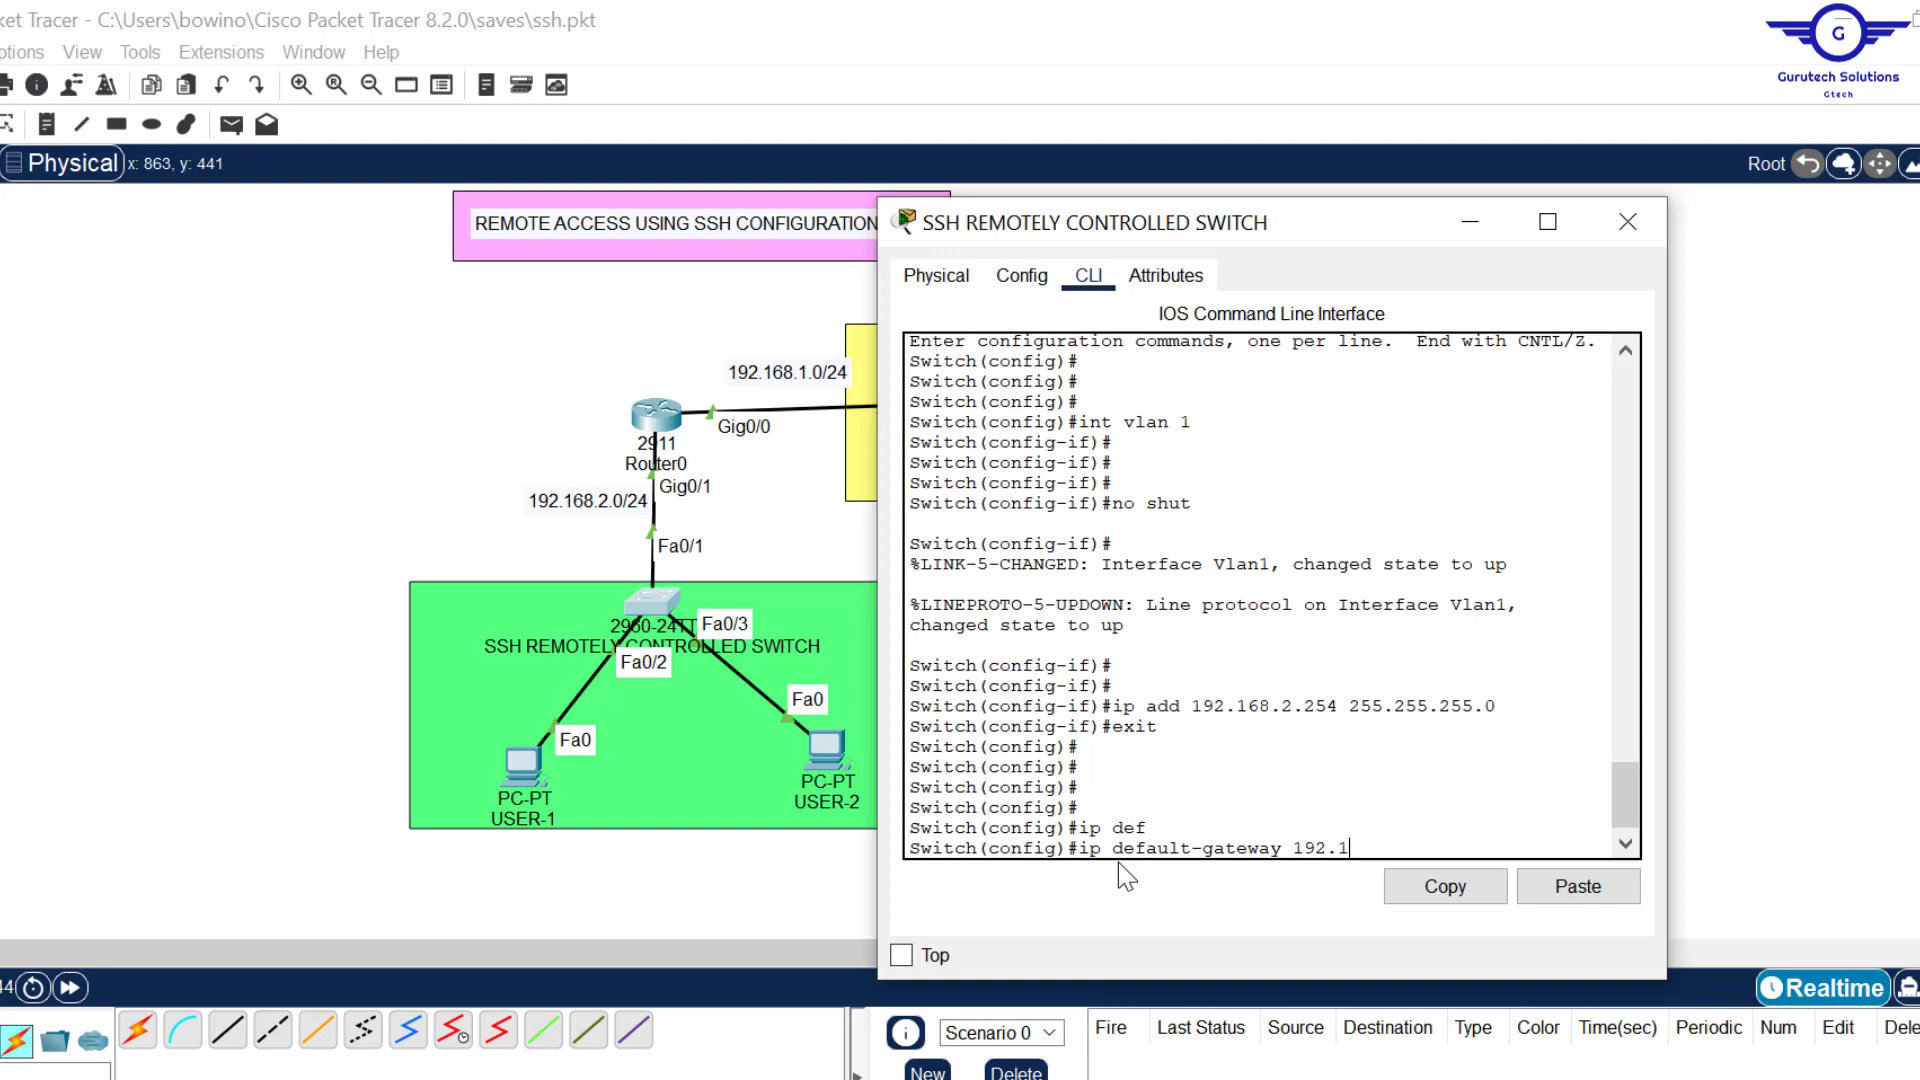 ket Tracer - C:\Users\bowino\Cisco Packet Tracer 8.2.0\saves\ssh.pkt
ptions View Tools Extensions Window Help
G
Gurutech Solutions
Gtech
Physical x: 863, y: 441
Root
REMOTE ACCESS USING SSH CONFIGURATION
192.168.1.0/24
Gig0/0
2911
Router0
Gig0/1
192.168.2.0/24
Fa0/1
2960-24TT
Fa0/3
SSH REMOTELY CONTROLLED SWITCH
Fa0/2
Fa0
Fa0
PC-PT
USER-1
PC-PT
USER-2
SSH REMOTELY CONTROLLED SWITCH
Physical Config CLI Attributes
IOS Command Line Interface
Enter configuration commands, one per line. End with CNTL/Z.
Switch(config)#
Switch(config)#
Switch(config)#
Switch(config)#int vlan 1
Switch(config-if)#
Switch(config-if)#
Switch(config-if)#
Switch(config-if)#no shut
Switch(config-if)#
%LINK-5-CHANGED: Interface Vlan1, changed state to up
%LINEPROTO-5-UPDOWN: Line protocol on Interface Vlan1,
changed state to up
Switch(config-if)#
Switch(config-if)#
Switch(config-if)#ip add 192.168.2.254 255.255.255.0
Switch(config-if)#exit
Switch(config)#
Switch(config)#
Switch(config)#
Switch(config)#
Switch(config)#ip def
Switch(config)#ip default-gateway 192.1
Copy Paste
Top
44
Realtime
Scenario 0
New Delete
Fire Last Status Source Destination Type Color Time(sec) Periodic Num Edit Dele